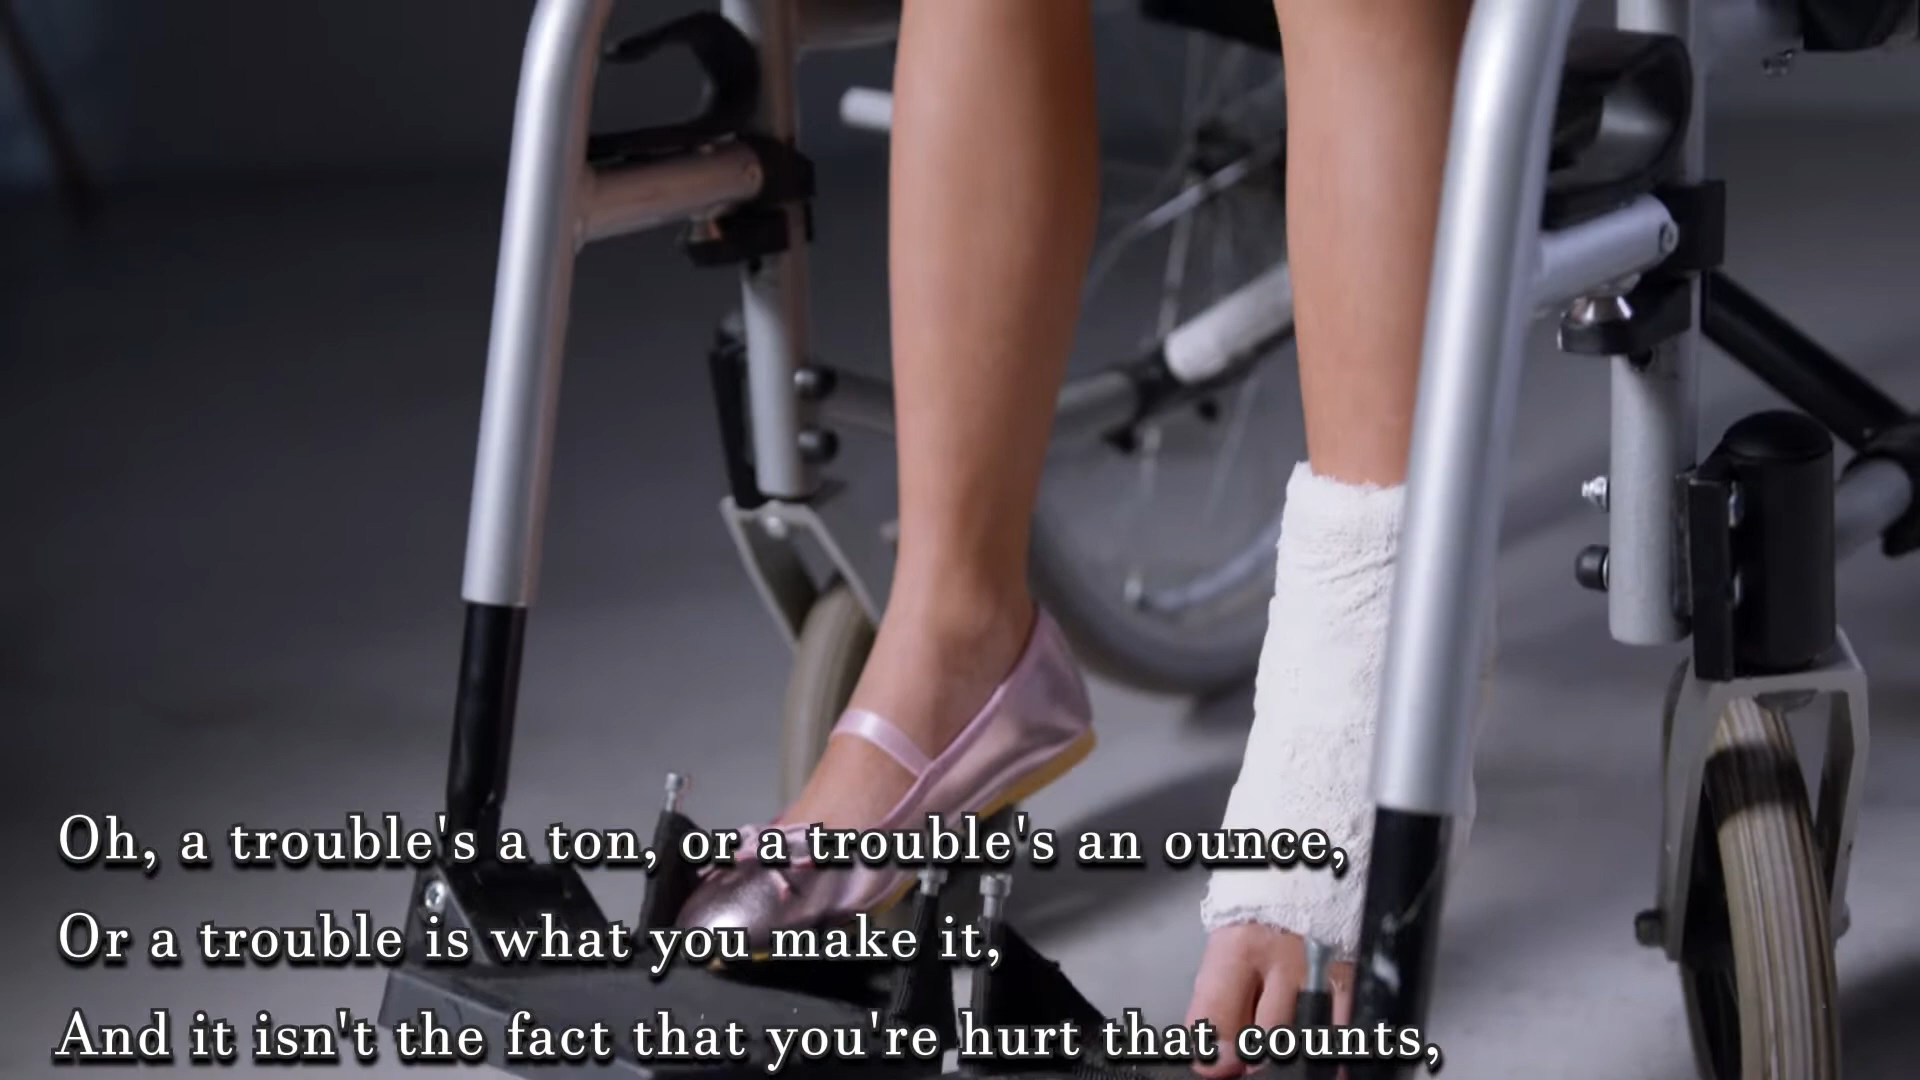 Oh, a trouble's a ton, or a trouble's an ounce,
Or a trouble is what you make it,
And it isn't the fact that you're hurt that counts,